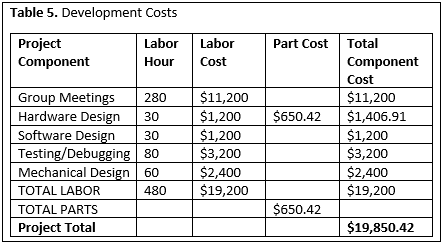 Table 5. Development Costs
Project Component Labor Hour Labor Cost Part Cost Total Component Cost
Group Meetings 280 $11,200 $11,200
Hardware Design 30 $1,200 $650.42 $1,406.91
Software Design 30 $1,200 $1,200
Testing/Debugging 80 $3,200 $3,200
Mechanical Design 60 $2,400 $2,400
TOTAL LABOR 480 $19,200 $19,200
TOTAL PARTS $650.42
Project Total $19,850.42